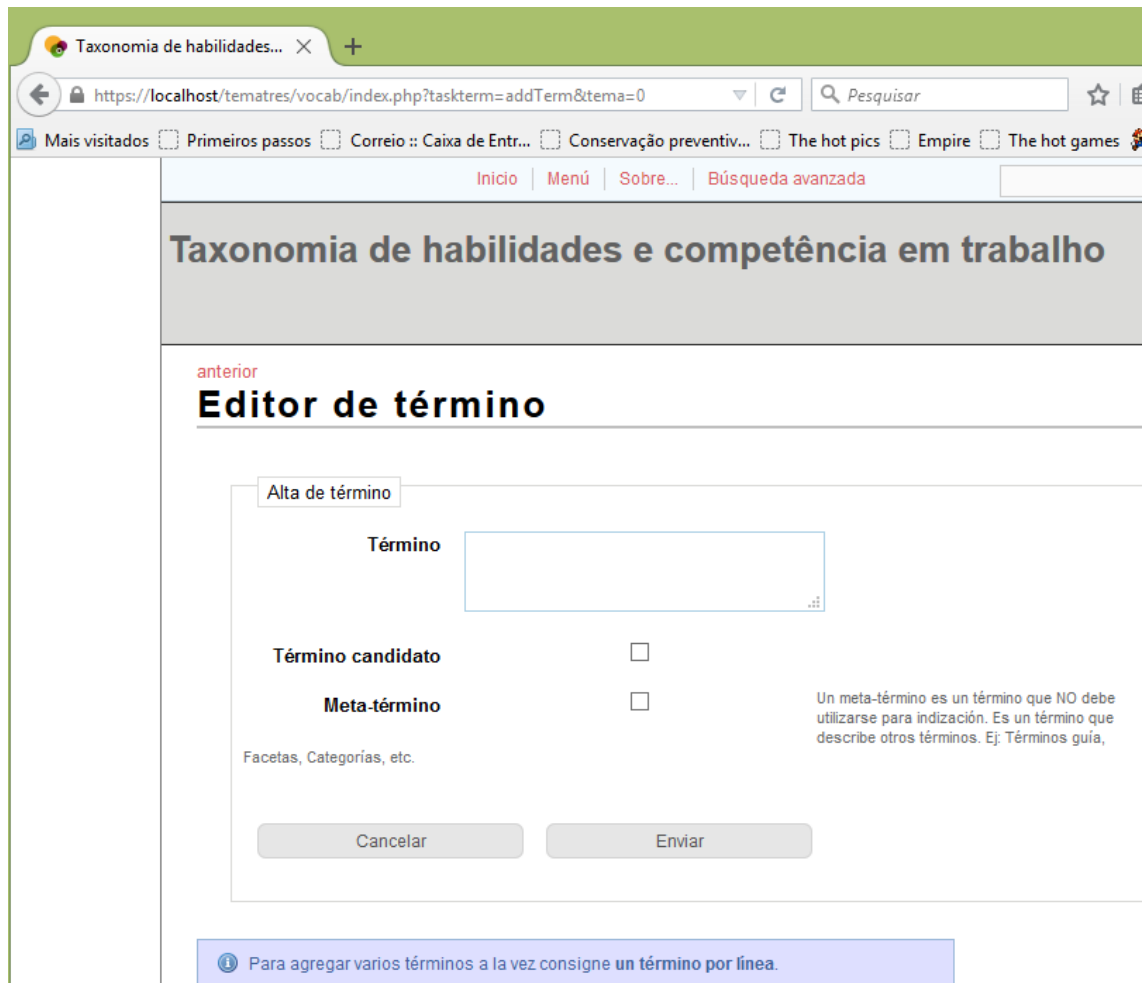 Taxonomia de habilidades...
https://localhost/tematres/vocab/index.php?taskterm=addTerm&tema=0
Pesquisar
Mais visitados Primeiros passos Correio :: Caixa de Entr... Conservação preventiv... The hot pics Empire The hot games
Inicio | Menú | Sobre... | Búsqueda avanzada
Taxonomia de habilidades e competência em trabalho
anterior
Editor de término
Alta de término
Término
Término candidato
Meta-término
Un meta-término es un término que NO debe
utilizarse para indización. Es un término que
describe otros términos. Ej: Términos guía,
Facetas, Categorías, etc.
Cancelar Enviar
Para agregar varios términos a la vez consigne un término por línea.